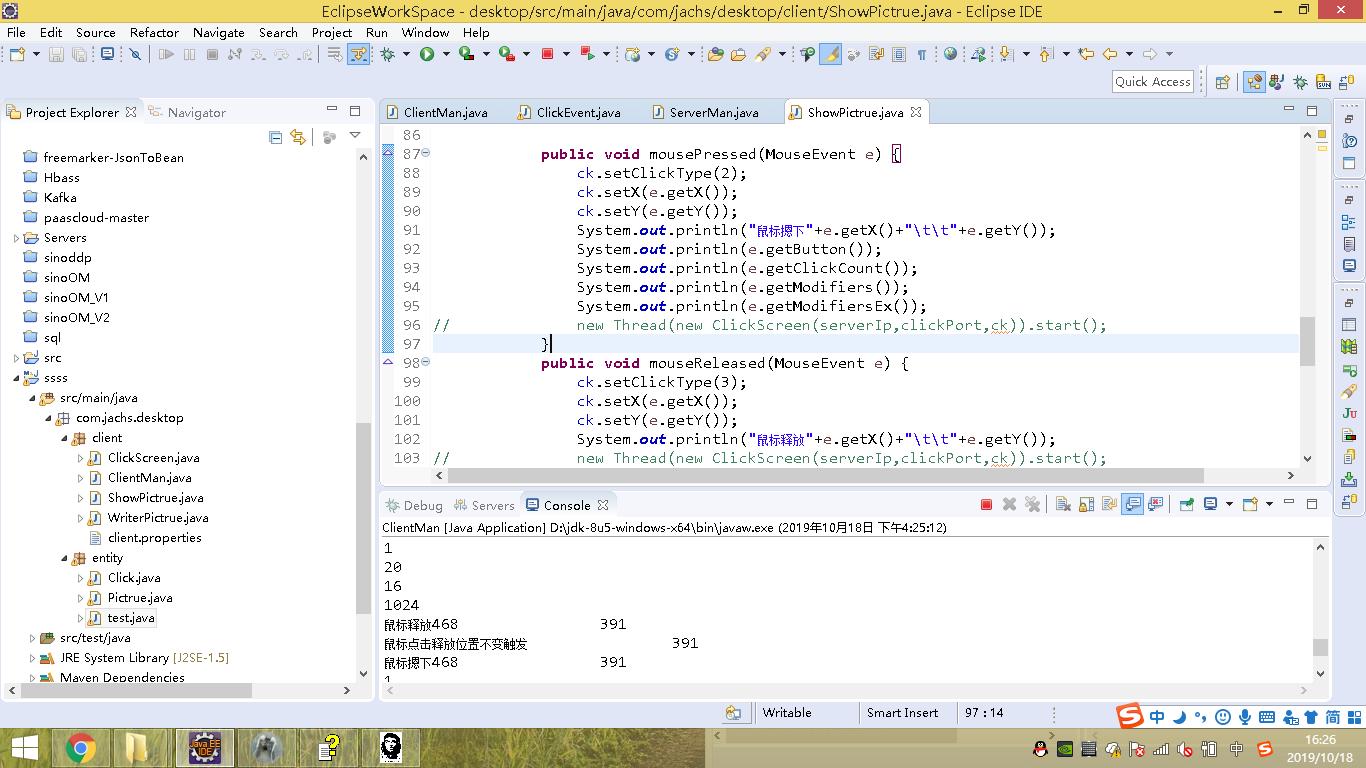 EclipseWorkSpace - desktop/src/main/java/com/jachs/desktop/client/ShowPictrue.java - Eclipse IDE
File Edit Source Refactor Navigate Search Project Run Window Help
Quick Access
Project Explorer Navigator
freemarker-JsonToBean
Hbass
Kafka
paascloud-master
Servers
sinoddp
sinoOM
sinoOM_V1
sinoOM_V2
sql
src
ssss
src/main/java
com.jachs.desktop
client
ClickScreen.java
ClientMan.java
ShowPictrue.java
WriterPictrue.java
client.properties
entity
Click.java
Pictrue.java
test.java
src/test/java
JRE System Library [J2SE-1.5]
Maven Dependencies
ClientMan.java ClickEvent.java ServerMan.java ShowPictrue.java
86
87 public void mousePressed(MouseEvent e) {
88 ck.setClickType(2);
89 ck.setX(e.getX());
90 ck.setY(e.getY());
91 System.out.println("鼠标摁下"+e.getX()+"\t\t"+e.getY());
92 System.out.println(e.getButton());
93 System.out.println(e.getClickCount());
94 System.out.println(e.getModifiers());
95 System.out.println(e.getModifiersEx());
96 // new Thread(new ClickScreen(serverIp,clickPort,ck)).start();
97 }
98 public void mouseReleased(MouseEvent e) {
99 ck.setClickType(3);
100 ck.setX(e.getX());
101 ck.setY(e.getY());
102 System.out.println("鼠标释放"+e.getX()+"\t\t"+e.getY());
103 // new Thread(new ClickScreen(serverIp,clickPort,ck)).start();
Debug Servers Console
ClientMan [Java Application] D:\jdk-8u5-windows-x64\bin\javaw.exe (2019年10月18日 下午4:25:12)
1
20
16
1024
鼠标释放468 391
鼠标点击释放位置不变触发 391
鼠标摁下468 391
1
Writable Smart Insert 97 : 14
中 简
Java EE
IDE
中
16:26
2019/10/18